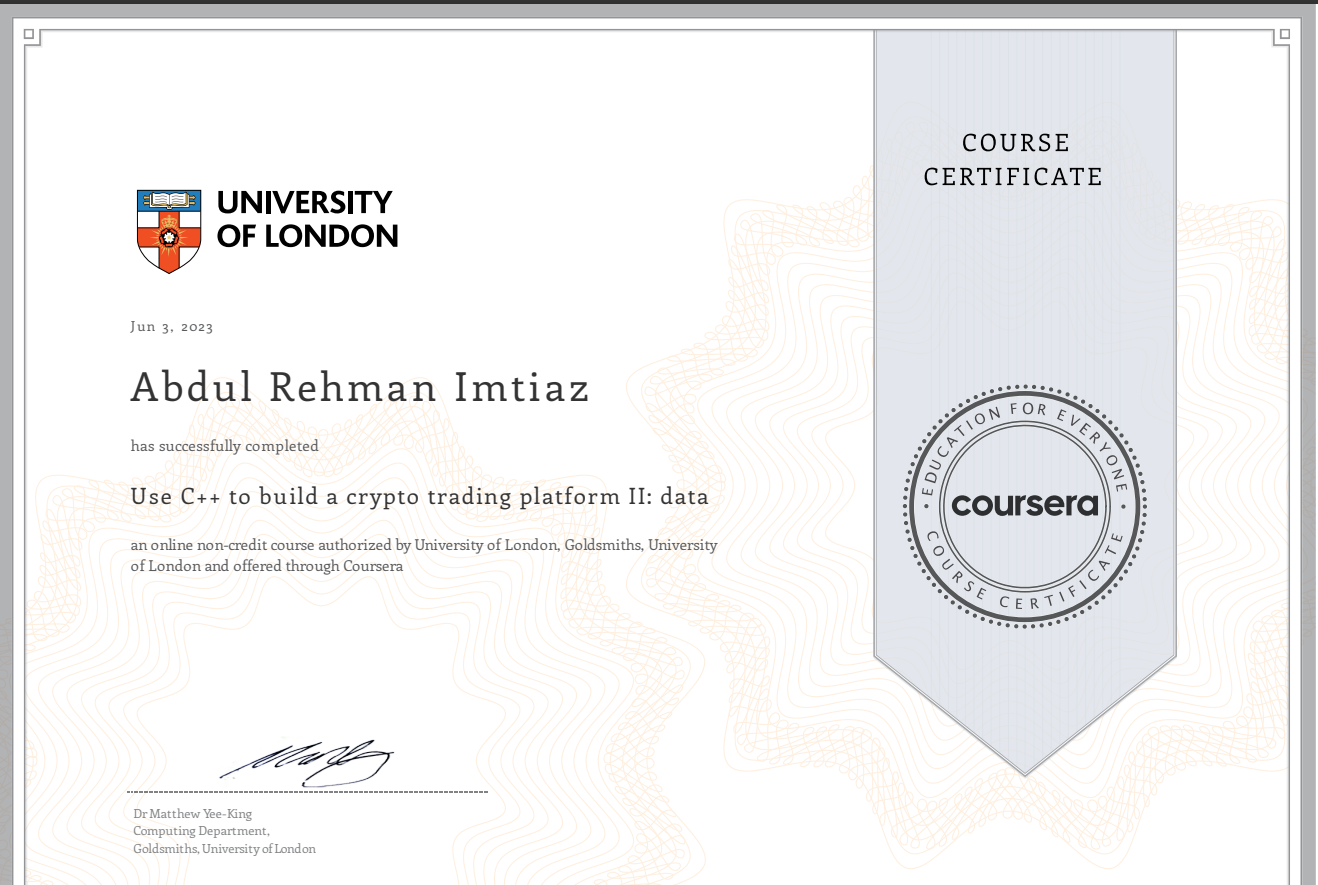 UNIVERSITY
OF LONDON
Jun 3, 2023
Abdul Rehman Imtiaz
has successfully completed
Use C++ to build a crypto trading platform II: data
an online non-credit course authorized by University of London, Goldsmiths, University
of London and offered through Coursera
Dr Matthew Yee-King
Computing Department,
Goldsmiths, University of London
COURSE
CERTIFICATE
EDUCATION FOR EVERYONE
coursera
COURSE CERTIFICATE